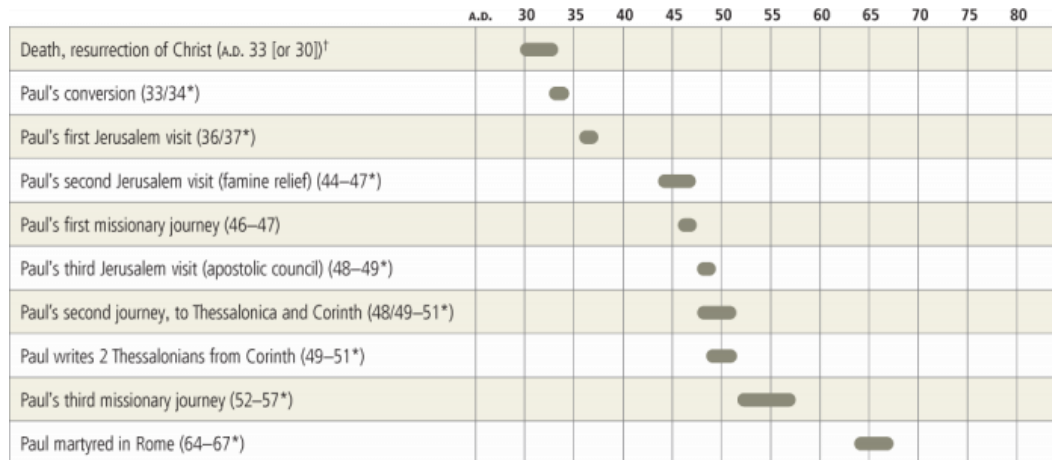 A.D. 30 35 40 45 50 55 60 65 70 75 80
Death, resurrection of Christ (A.D. 33 [or 30])†
Paul's conversion (33/34*)
Paul's first Jerusalem visit (36/37*)
Paul's second Jerusalem visit (famine relief) (44–47*)
Paul's first missionary journey (46–47)
Paul's third Jerusalem visit (apostolic council) (48–49*)
Paul's second journey, to Thessalonica and Corinth (48/49–51*)
Paul writes 2 Thessalonians from Corinth (49–51*)
Paul's third missionary journey (52–57*)
Paul martyred in Rome (64–67*)